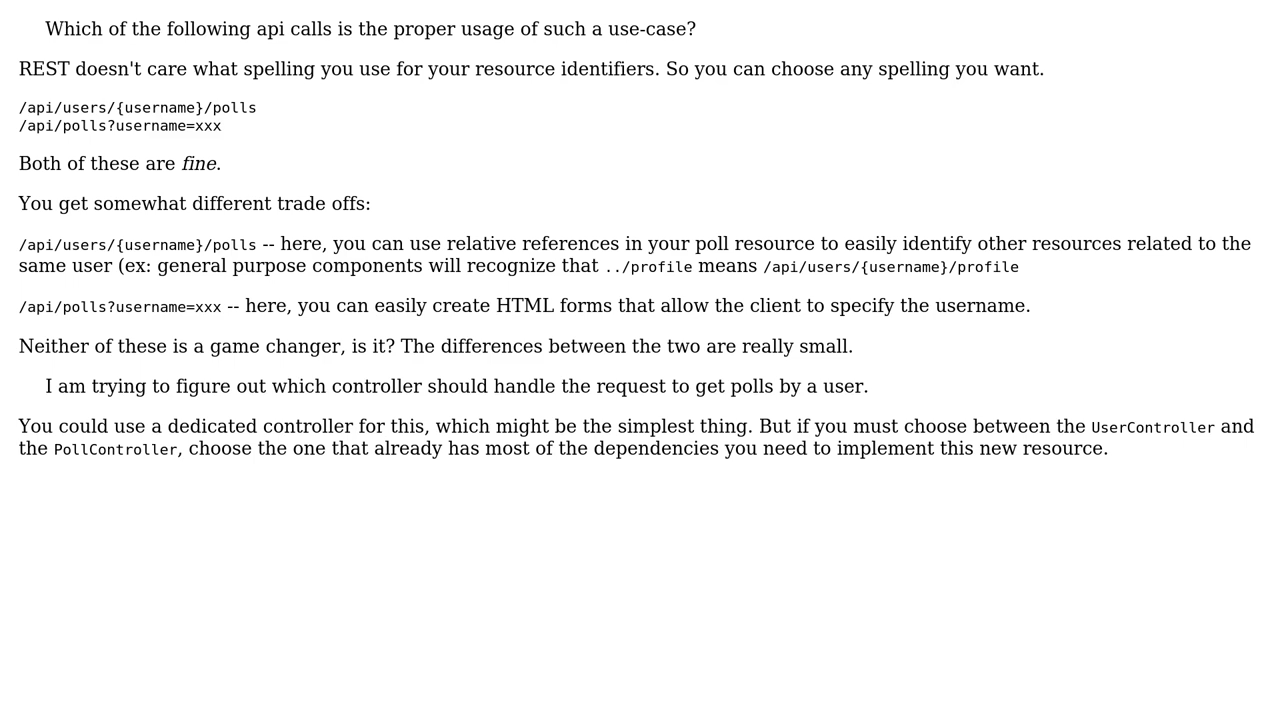 Which of the following api calls is the proper usage of such a use-case?
REST doesn't care what spelling you use for your resource identifiers. So you can choose any spelling you want.
/api/users/{username}/polls
/api/polls?username=xxx
Both of these are fine.
You get somewhat different trade offs:
/api/users/{username}/polls -- here, you can use relative references in your poll resource to easily identify other resources related to the
same user (ex: general purpose components will recognize that ../profile means /api/users/{username}/profile
/api/polls?username=xxx -- here, you can easily create HTML forms that allow the client to specify the username.
Neither of these is a game changer, is it? The differences between the two are really small.
I am trying to figure out which controller should handle the request to get polls by a user.
You could use a dedicated controller for this, which might be the simplest thing. But if you must choose between the UserController and
the PollController, choose the one that already has most of the dependencies you need to implement this new resource.